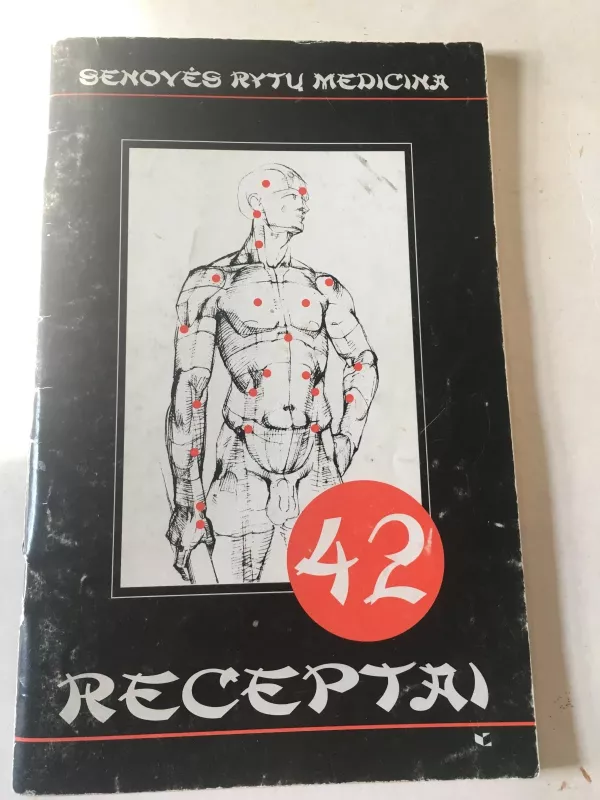 SENOVĖS RYTŲ MEDICINA
42
RECEPTAI